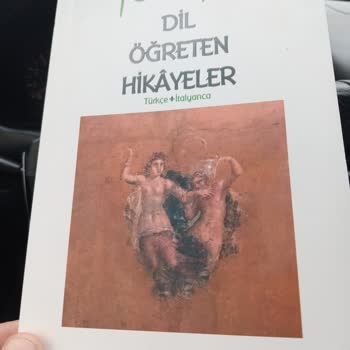 DİL
ÖĞRETEN
HİKÂYELER
Türkçe+İtalyanca